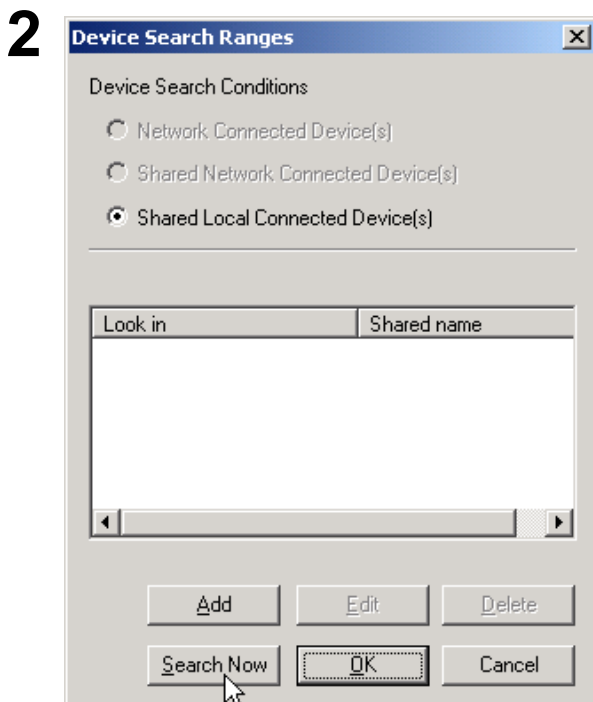 2
Device Search Ranges
Device Search Conditions
Network Connected Device(s)
Shared Network Connected Device(s)
Shared Local Connected Device(s)
Look in Shared name
Add Edit Delete
Search Now OK Cancel